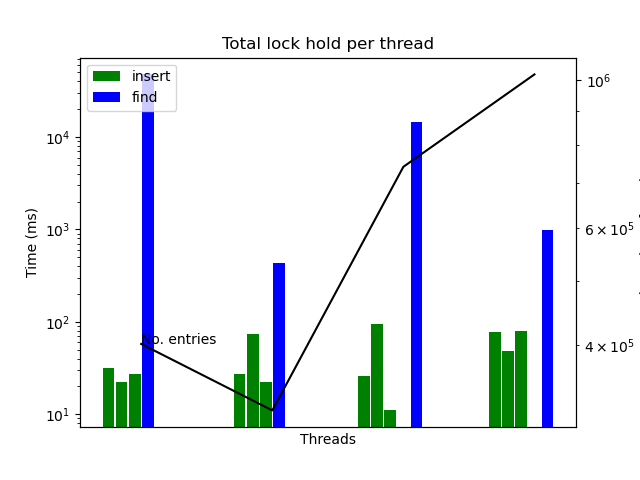 Total lock hold per thread
insert
find
10⁴
10³
10²
10¹
Time (ms)
No. entries
10⁶
6 × 10⁵
4 × 10⁵
Threads